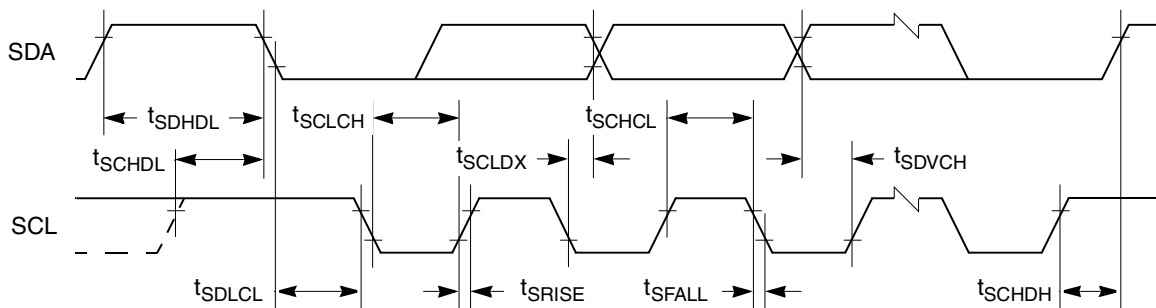 SDA
tSDHDL
tSCLCH
tSCHCL
tSCHDL
tSCLDX
tSDVCH
SCL
tSDLCL
tSRISE
tSFALL
tSCHDH